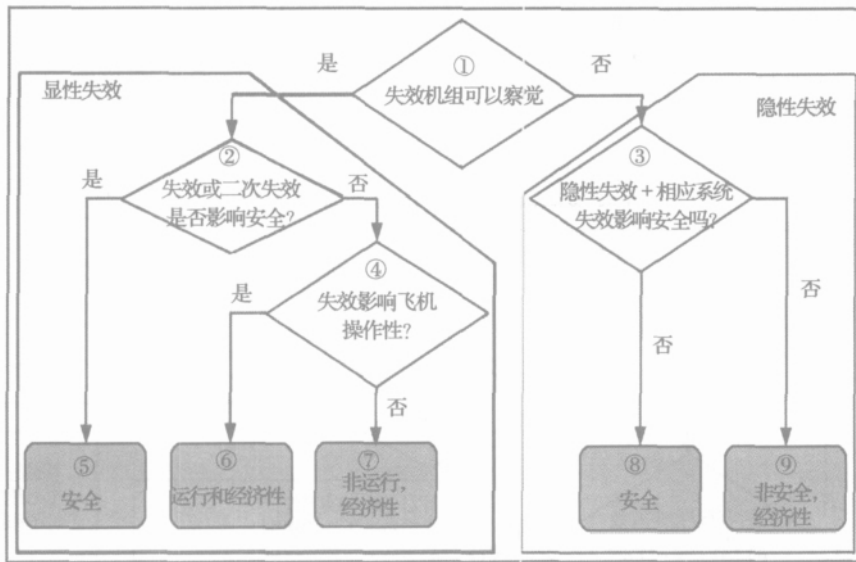 是
①
否
显性失效
失效机组可以察觉
隐性失效
②
③
是
失效或二次失效
否
隐性失效+相应系统
是否影响安全?
失效影响安全吗?
④
是
失效影响飞机
否
操作性?
否
否
⑤
安全
⑥
运行和经济性
⑦
非运行,
经济性
⑧
安全
⑨
非安全,
经济性